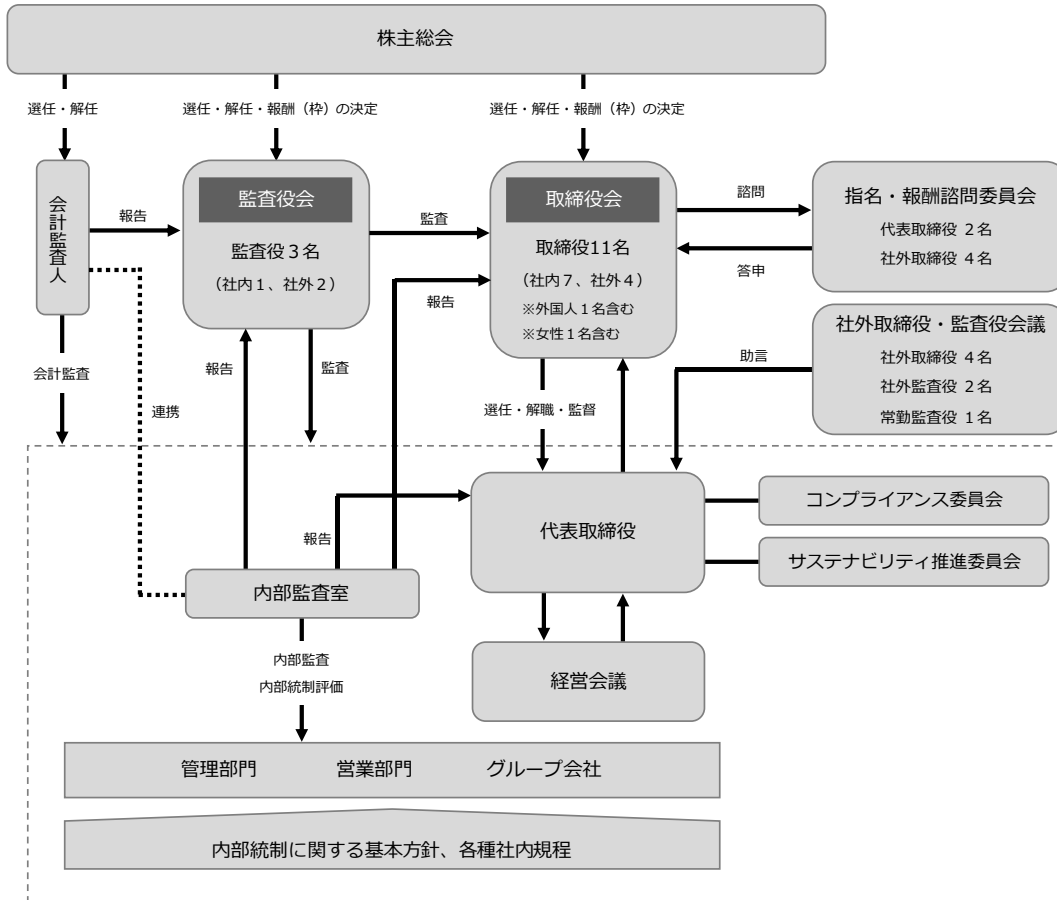 株主総会
選任・解任
選任・解任・報酬（枠）の決定
選任・解任・報酬（枠）の決定
会計監査人
報告
監査役会
監査役３名
（社内１、社外２）
監査
取締役会
取締役11名
（社内７、社外４）
※外国人１名含む
※女性１名含む
諮問
答申
指名・報酬諮問委員会
代表取締役 ２名
社外取締役 ４名
社外取締役・監査役会議
社外取締役 ４名
社外監査役 ２名
常勤監査役 １名
助言
報告
会計監査
連携
報告
監査
選任・解職・監督
代表取締役
コンプライアンス委員会
サステナビリティ推進委員会
報告
内部監査室
内部監査
内部統制評価
経営会議
管理部門 営業部門 グループ会社
内部統制に関する基本方針、各種社内規程